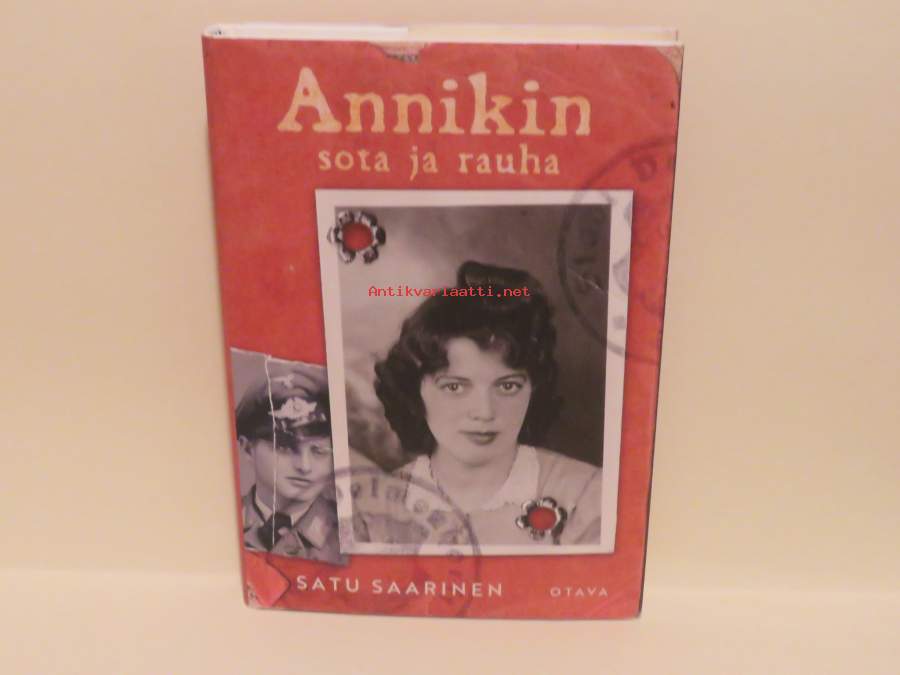 Annikin
sota ja rauha
Antikvariaatti.net
SATU SAARINEN
OTAVA